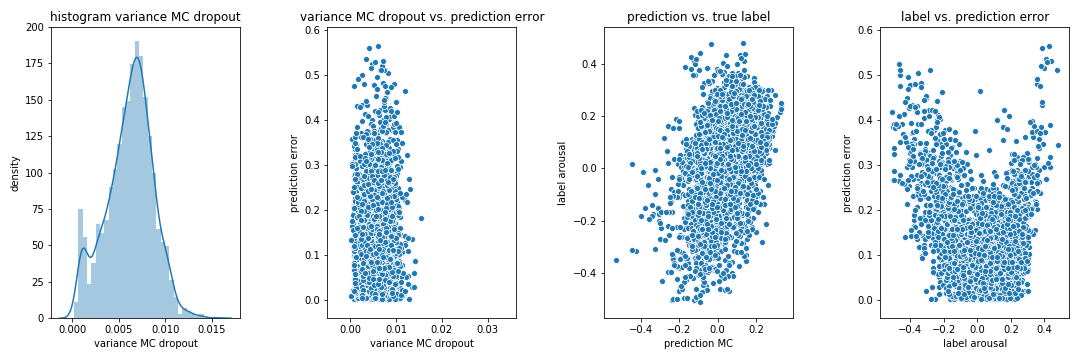 histogram variance MC dropout
200
175
150
125
100
75
50
25
0
density
0.000 0.005 0.010 0.015
variance MC dropout
variance MC dropout vs. prediction error
0.6
0.5
0.4
0.3
0.2
0.1
0.0
prediction error
0.00 0.01 0.02 0.03
variance MC dropout
prediction vs. true label
0.4
0.2
0.0
−0.2
−0.4
label arousal
−0.4 −0.2 0.0 0.2
prediction MC
label vs. prediction error
0.6
0.5
0.4
0.3
0.2
0.1
0.0
prediction error
−0.4 −0.2 0.0 0.2 0.4
label arousal